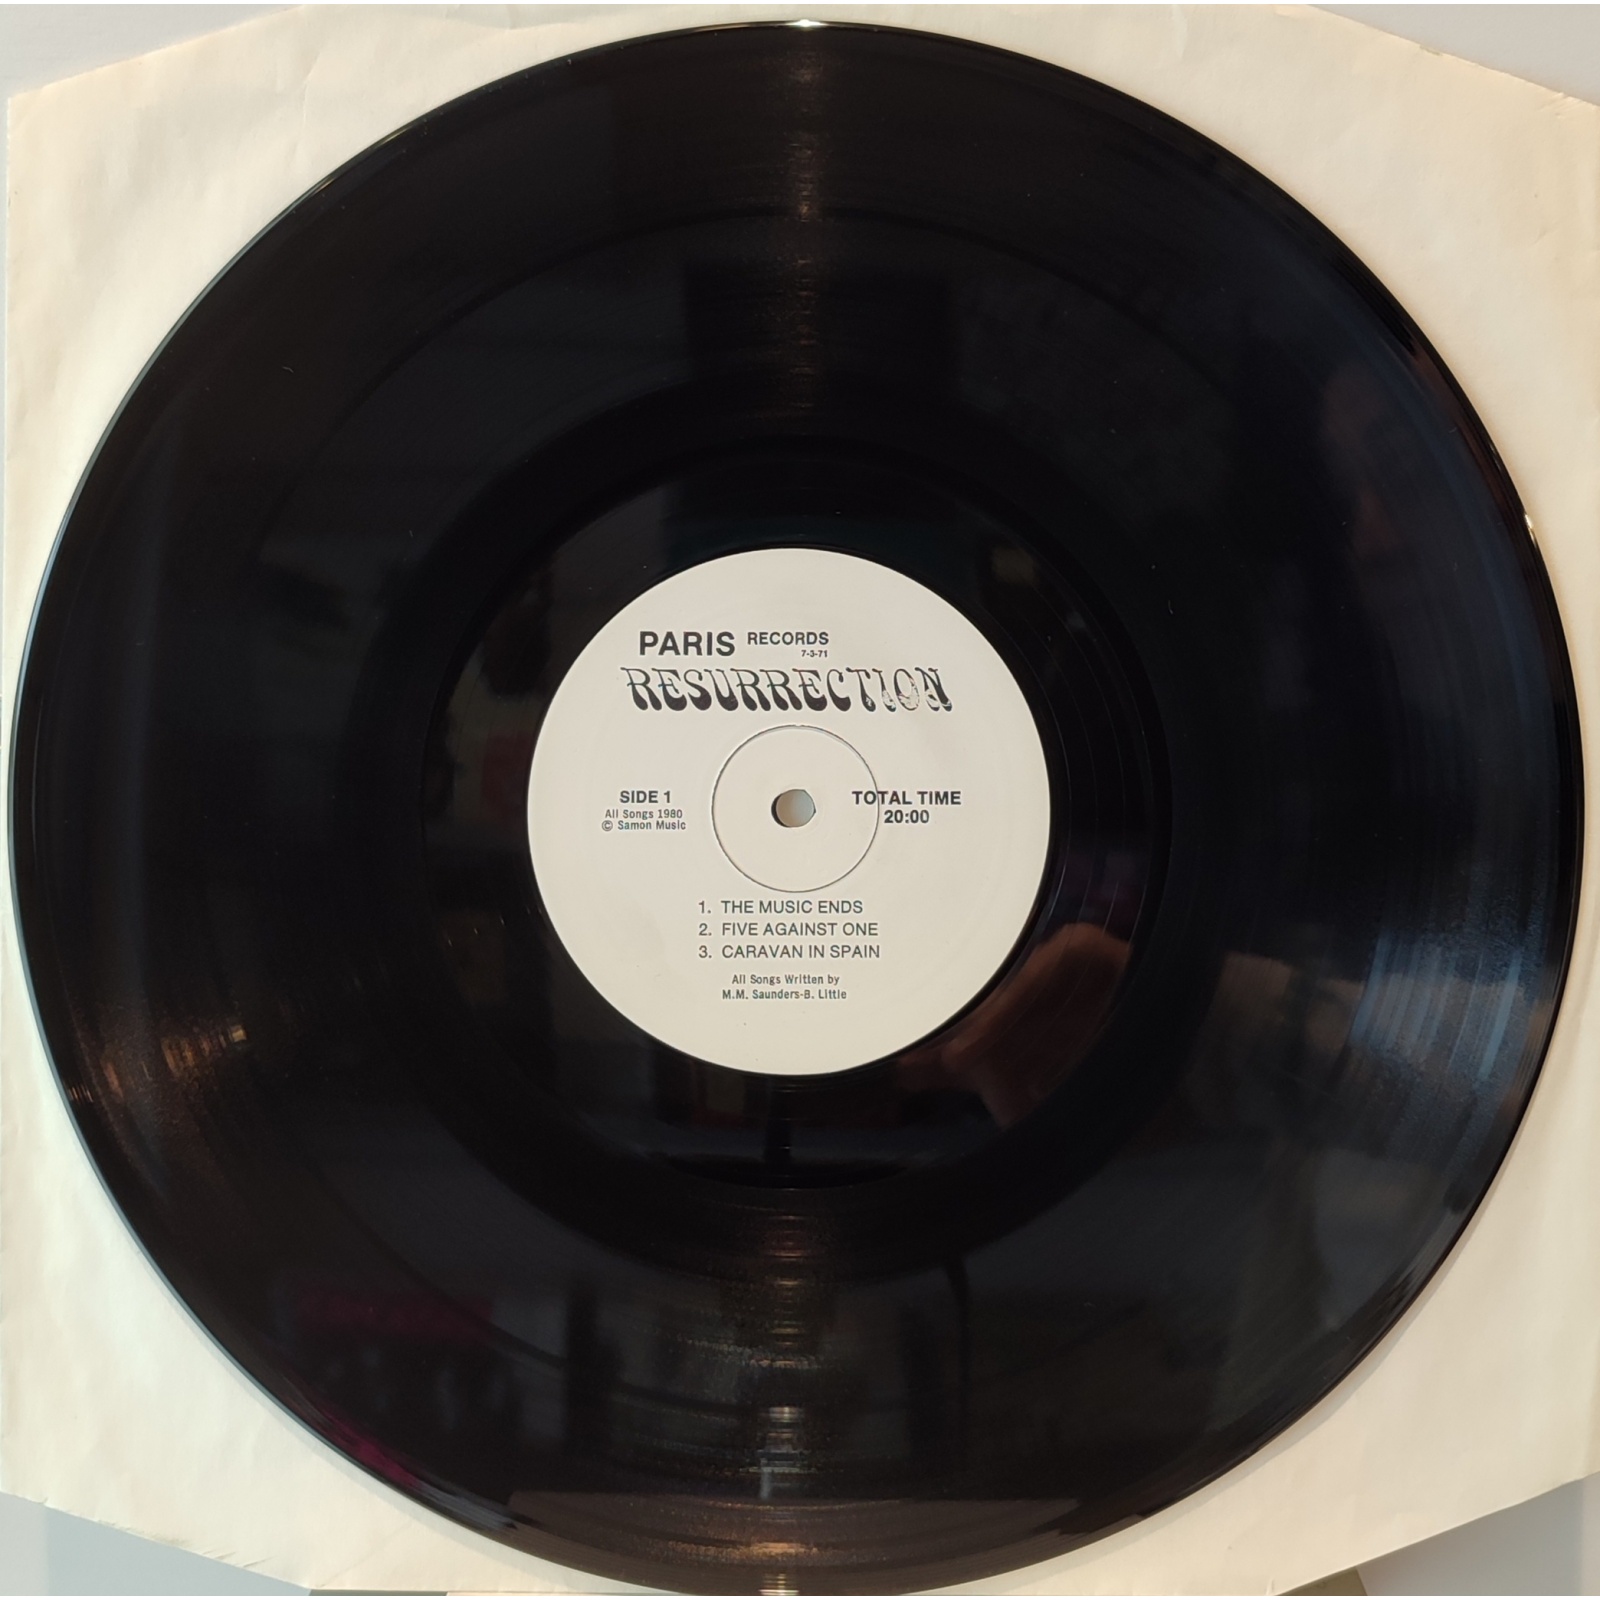 PARIS RECORDS
7-3-71
RESURRECTION
SIDE 1
All Songs 1980
© Samon Music
TOTAL TIME
20:00
1. THE MUSIC ENDS
2. FIVE AGAINST ONE
3. CARAVAN IN SPAIN
All Songs Written by
M.M. Saunders-B. Little